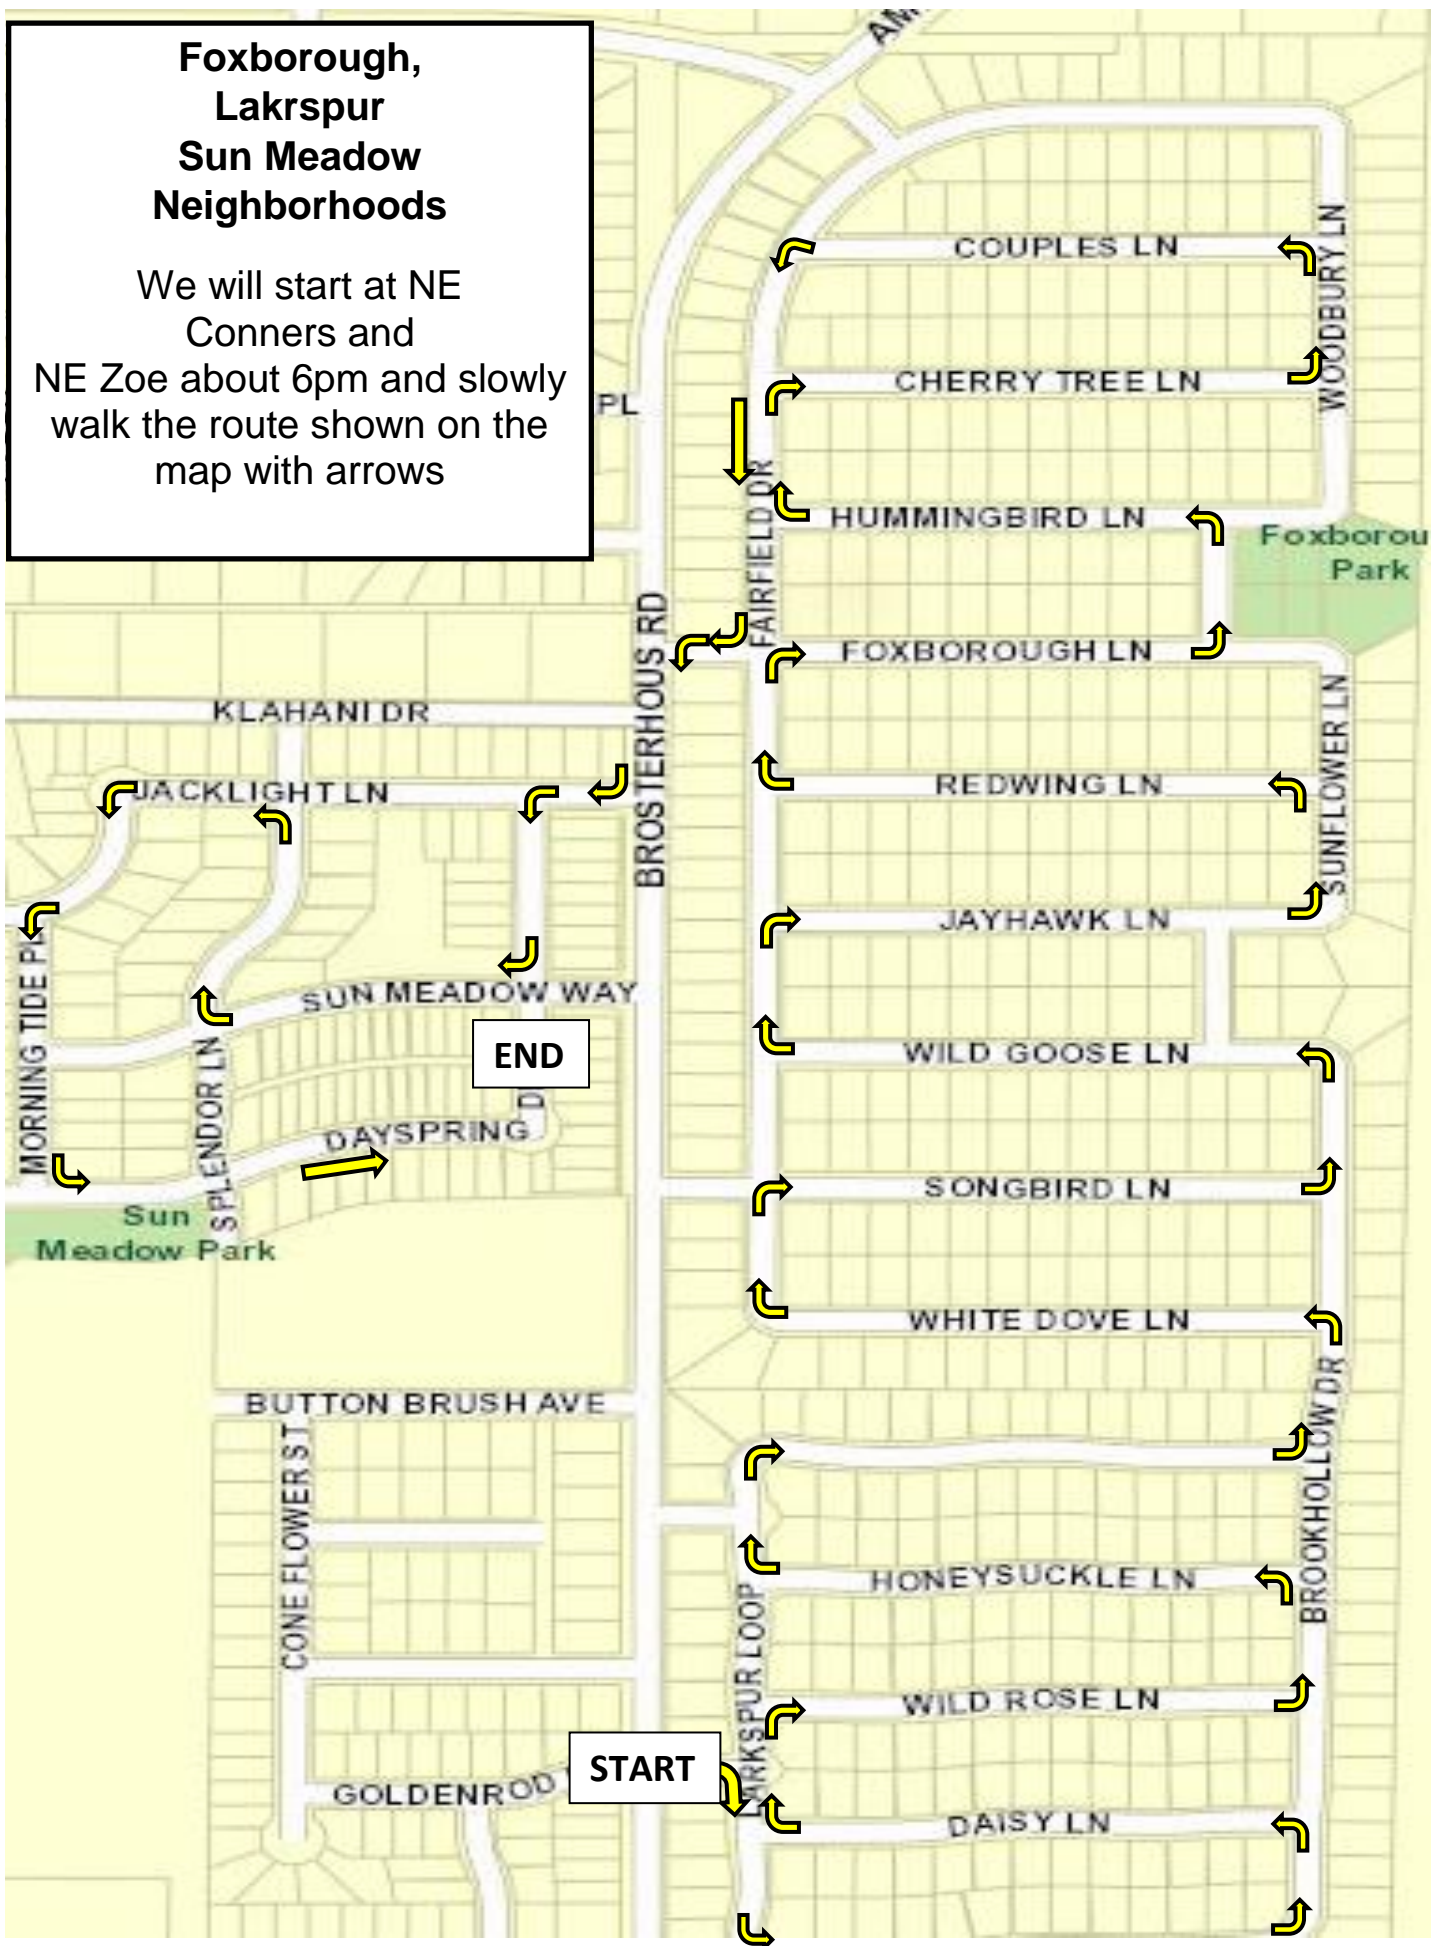 Foxborough,
Lakrspur
Sun Meadow
Neighborhoods
We will start at NE
Conners and
NE Zoe about 6pm and slowly
walk the route shown on the
map with arrows
PL
COUPLES LN
WOODBURY LN
CHERRY TREE LN
FAIRFIELD DR
HUMMINGBIRD LN
Foxborou
Park
BROSTERHOUS RD
FOXBOROUGH LN
KLAHANI DR
SUNFLOWER LN
JACKLIGHT LN
REDWING LN
JAYHAWK LN
MORNING TIDE PL
SUN MEADOW WAY
END
WILD GOOSE LN
SPLENDOR LN
D
DAYSPRING
SONGBIRD LN
Sun
Meadow Park
WHITE DOVE LN
BUTTON BRUSH AVE
BROOKHOLLOW DR
CONEFLOWER ST
HONEYSUCKLE LN
LARKSPUR LOOP
WILD ROSE LN
START
GOLDENROD
DAISY LN